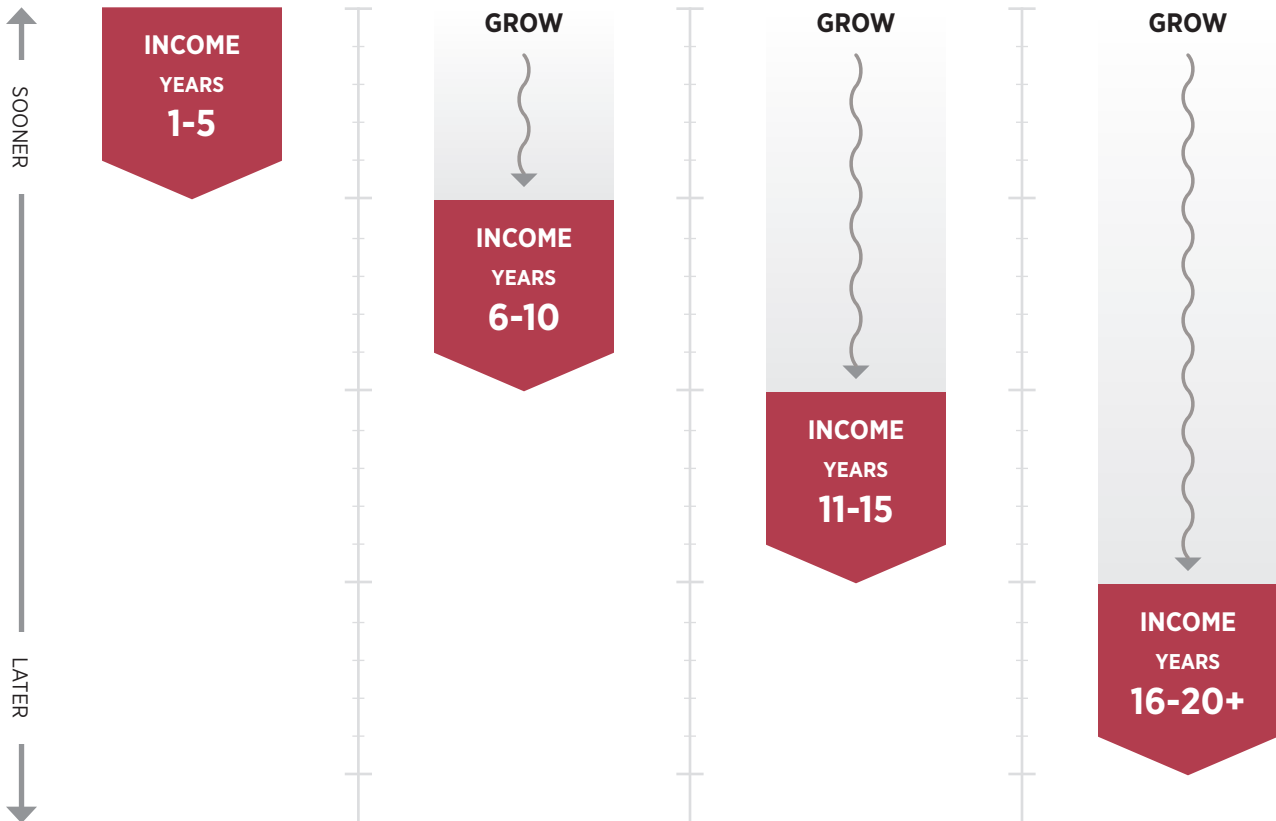 SOONER
LATER
INCOME
YEARS
1-5
GROW
INCOME
YEARS
6-10
GROW
INCOME
YEARS
11-15
GROW
INCOME
YEARS
16-20+